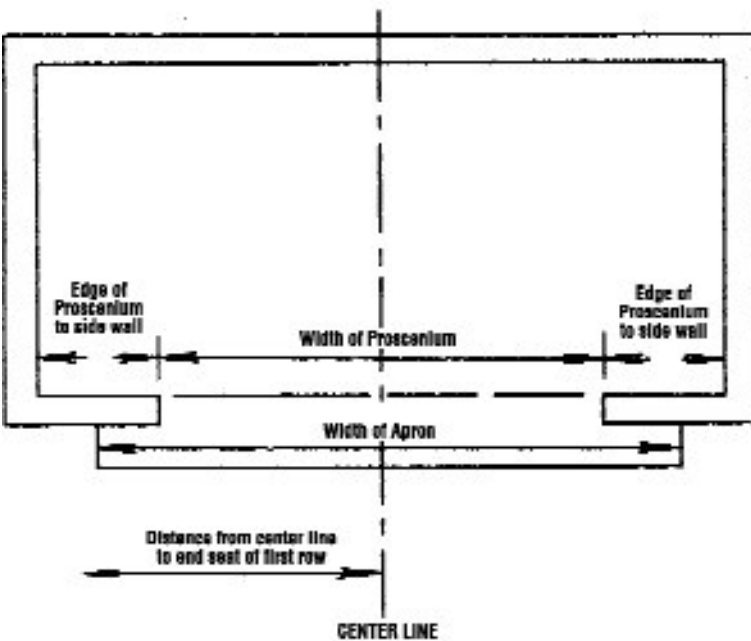 Edge of
Proscenium
to side wall
Edge of
Proscenium
to side wall
Width of Proscenium
Width of Apron
Distance from center line
to end seat of first row
CENTER LINE